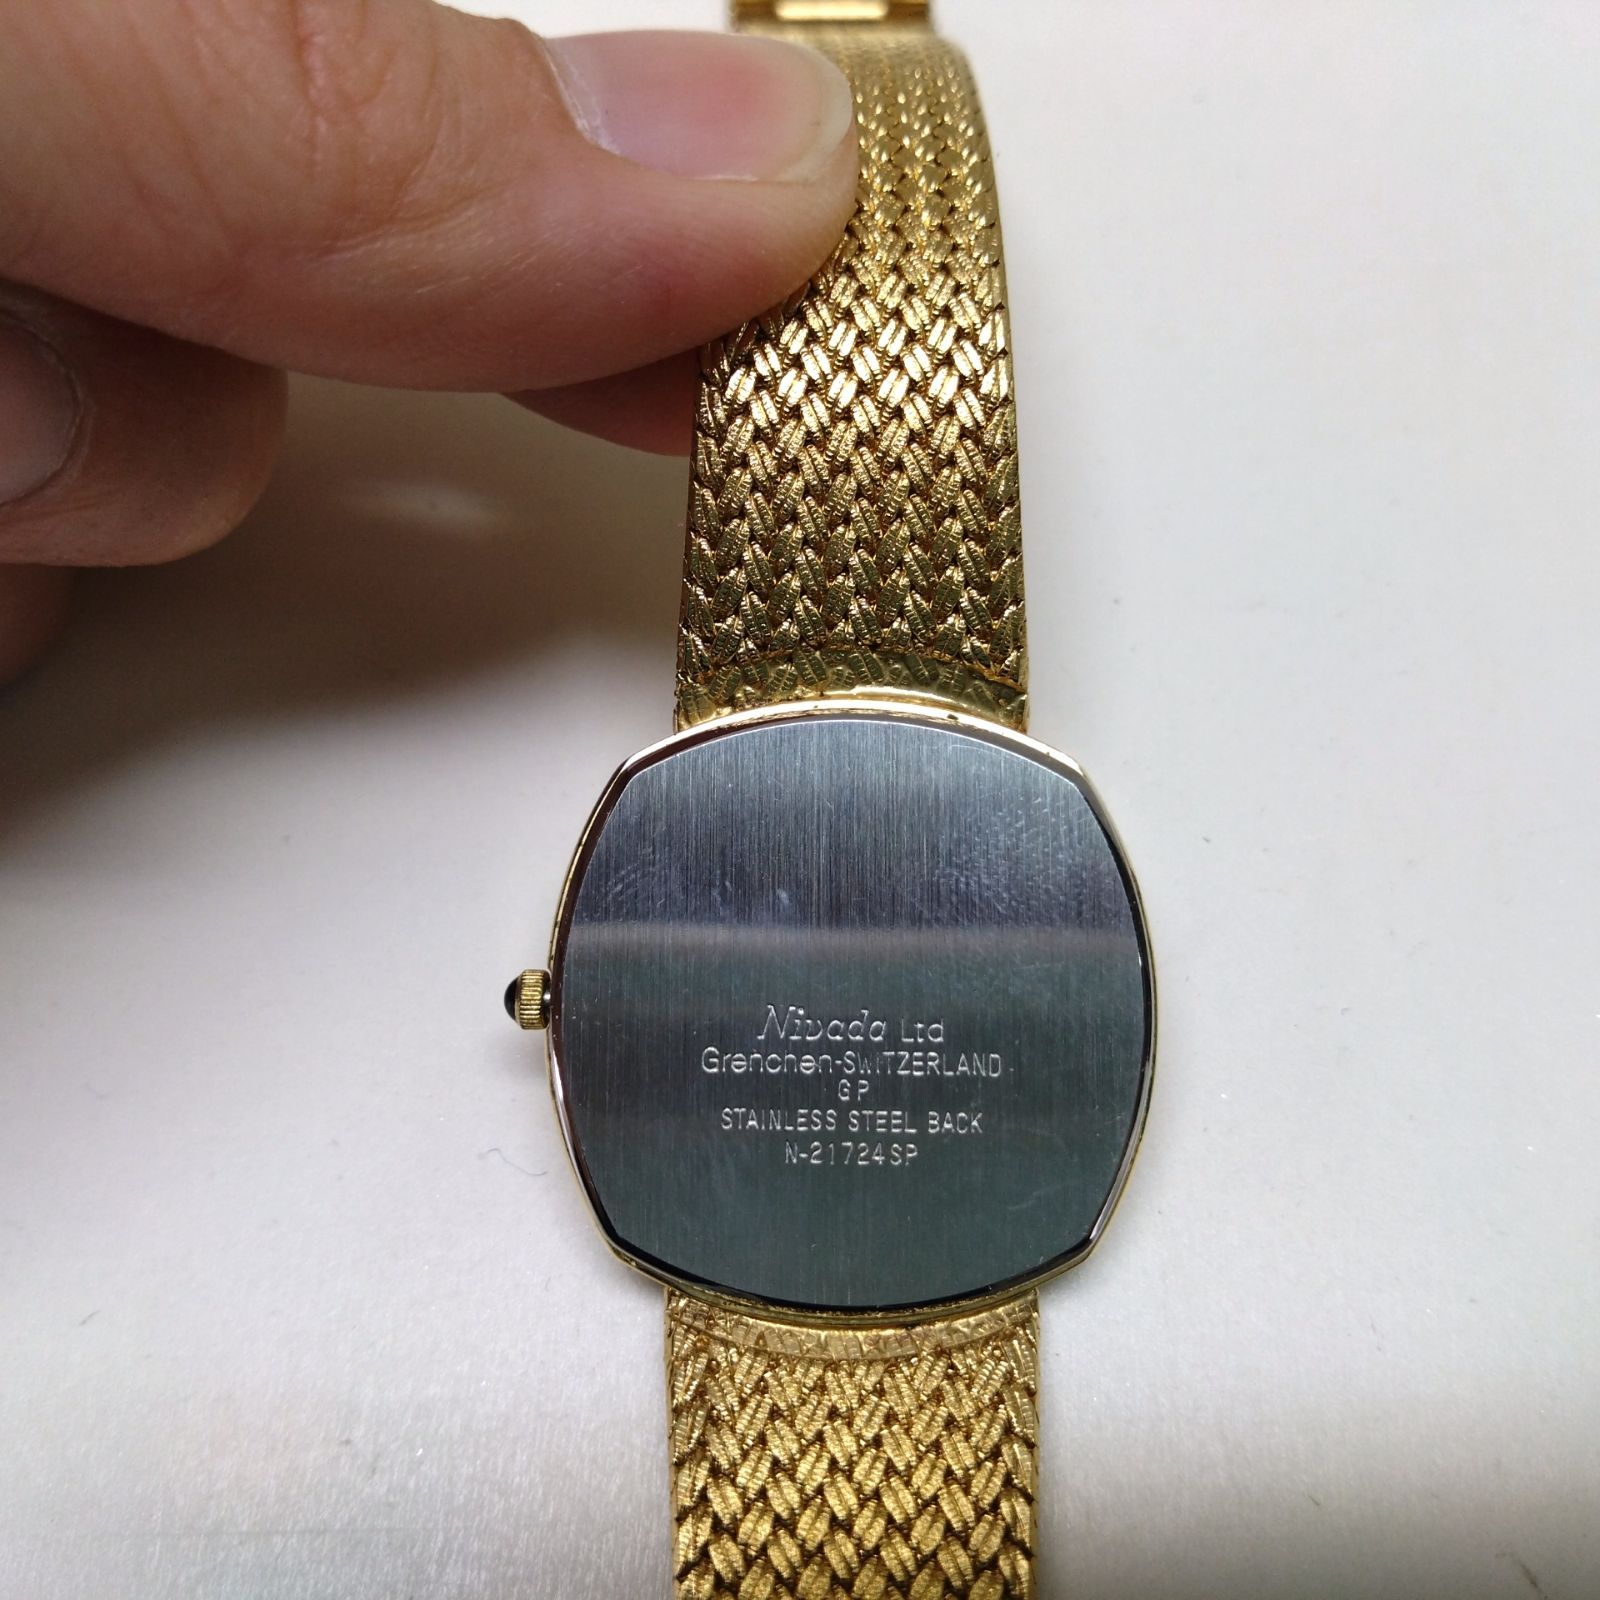 Nivada Ltd
Grenchen-SWITZERLAND
GP
STAINLESS STEEL BACK
N-21724SP